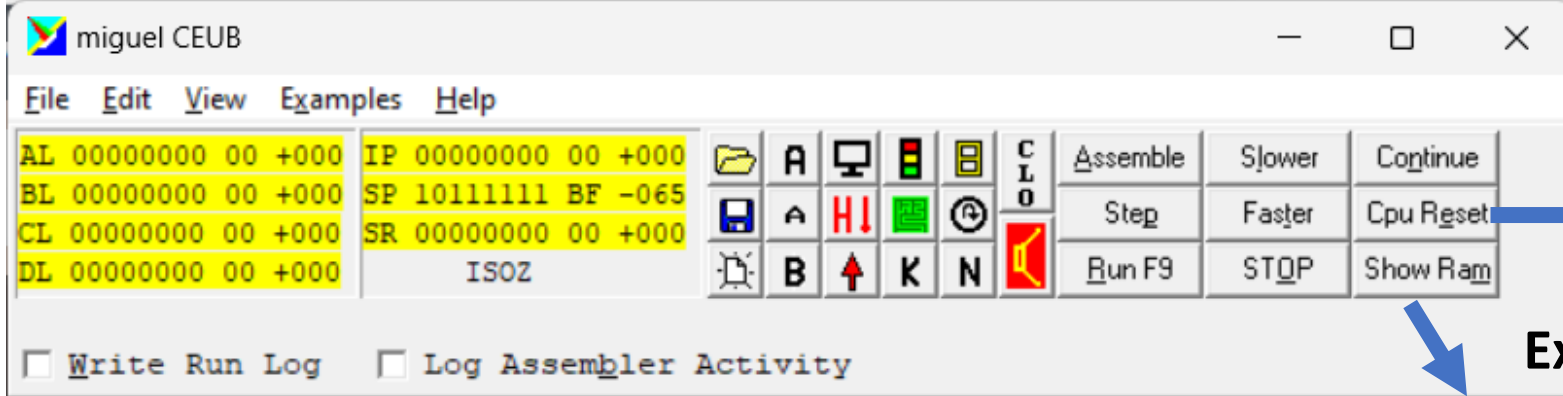 miguel CEUB
File Edit View Examples Help
AL 00000000 00 +000 IP 00000000 00 +000 A CLO Assemble Slower Continue
BL 00000000 00 +000 SP 10111111 BF -065 A H Step Faster Cpu Reset
CL 00000000 00 +000 SR 00000000 00 +000
DL 00000000 00 +000 ISOZ B K N Run F9 STOP Show Ram
Write Run Log Log Assembler Activity
Ex